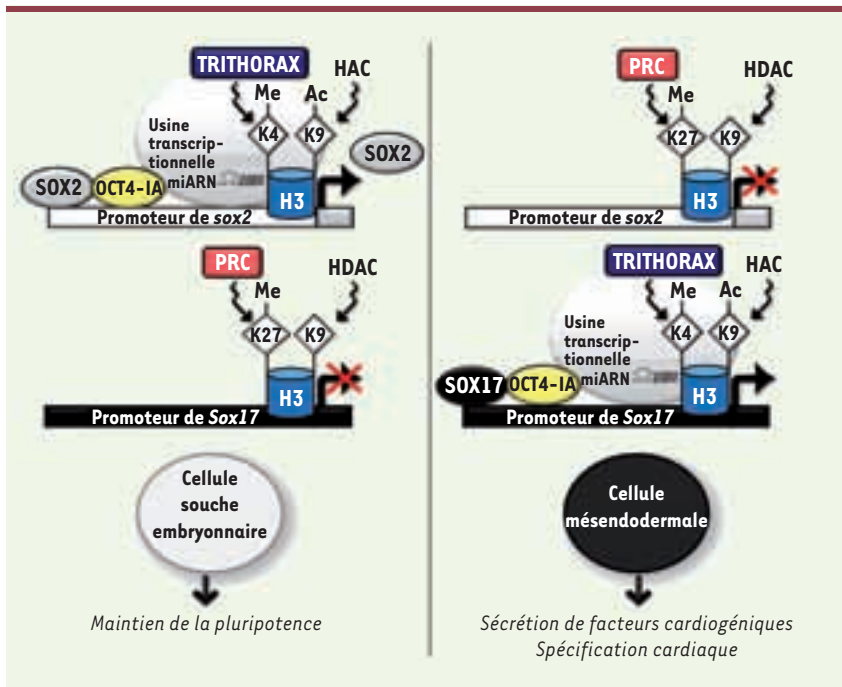 TRITHORAX
HAC
Me
Ac
K4
K9
Usine
transcrip-
tionnelle
miARN
SOX2
SOX2
OCT4-IA
H3
Promoteur de sox2
PRC
HDAC
Me
K27
K9
H3
Promoteur de Sox17
Cellule
souche
embryonnaire
Maintien de la pluripotence
PRC
HDAC
Me
K27
K9
H3
Promoteur de sox2
TRITHORAX
HAC
Me
Ac
K4
K9
Usine
transcrip-
tionnelle
miARN
SOX17
OCT4-IA
H3
Promoteur de Sox17
Cellule
mésendodermale
Sécrétion de facteurs cardiogéniques
Spécification cardiaque